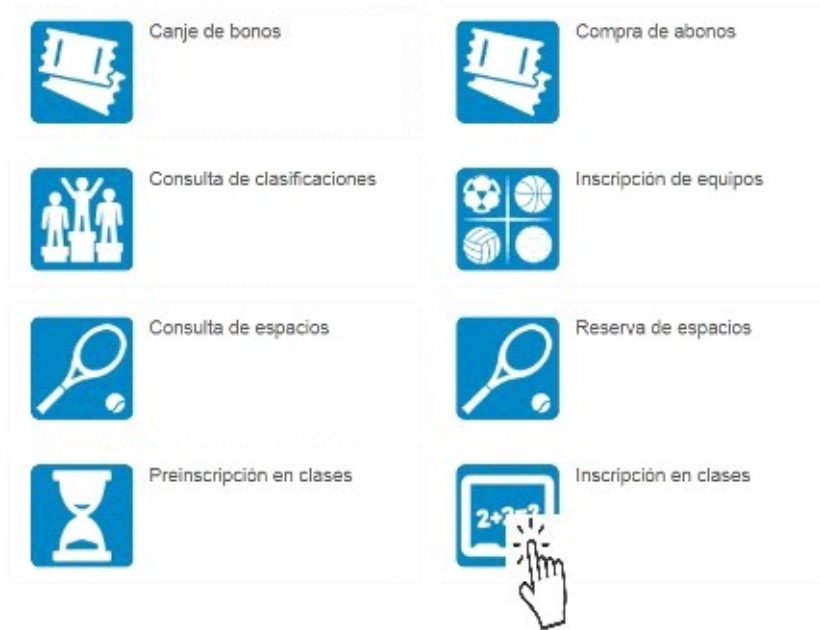 Canje de bonos
Compra de abonos
Consulta de clasificaciones
Inscripción de equipos
Consulta de espacios
Reserva de espacios
Preinscripción en clases
Inscripción en clases